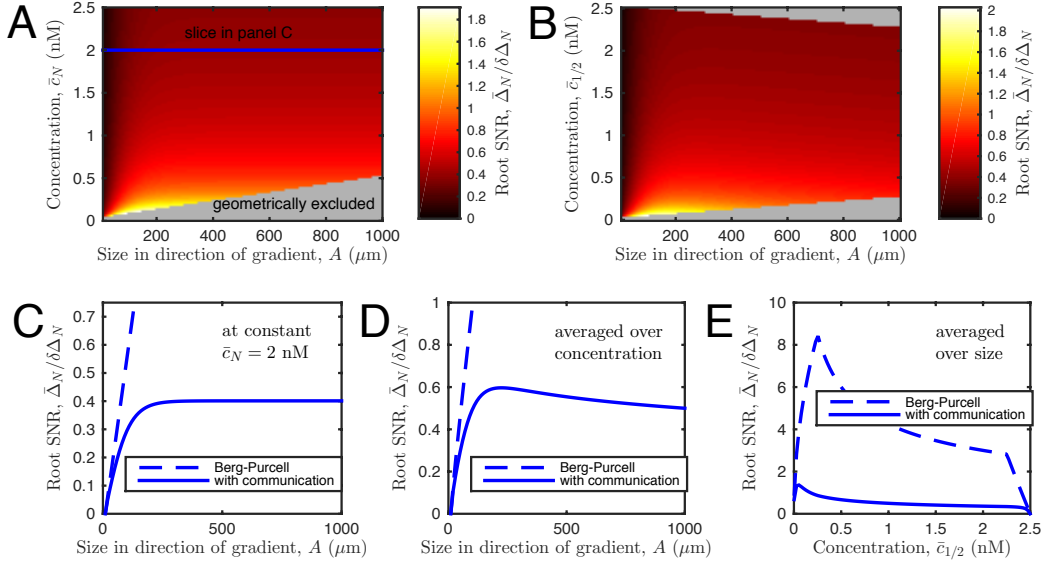 A
Concentration, c̄_N (nM)
2.5
2
1.5
1
0.5
0
slice in panel C
geometrically excluded
200
400
600
800
1000
Size in direction of gradient, A (μm)
1.8
1.6
1.4
1.2
1
0.8
0.6
0.4
0.2
0
Root SNR, Δ̄_N/δΔ_N
B
Concentration, c̄_1/2 (nM)
2.5
2
1.5
1
0.5
0
200
400
600
800
1000
Size in direction of gradient, A (μm)
2
1.8
1.6
1.4
1.2
1
0.8
0.6
0.4
0.2
0
Root SNR, Δ̄_N/δΔ_N
C
Root SNR, Δ̄_N/δΔ_N
0.7
0.6
0.5
0.4
0.3
0.2
0.1
0
at constant
c̄_N = 2 nM
Berg-Purcell
with communication
0
500
1000
Size in direction of gradient, A (μm)
D
Root SNR, Δ̄_N/δΔ_N
1
0.8
0.6
0.4
0.2
0
averaged over
concentration
Berg-Purcell
with communication
0
500
1000
Size in direction of gradient, A (μm)
E
Root SNR, Δ̄_N/δΔ_N
10
8
6
4
2
0
averaged
over size
Berg-Purcell
with communication
0
0.5
1
1.5
2
2.5
Concentration, c̄_1/2 (nM)